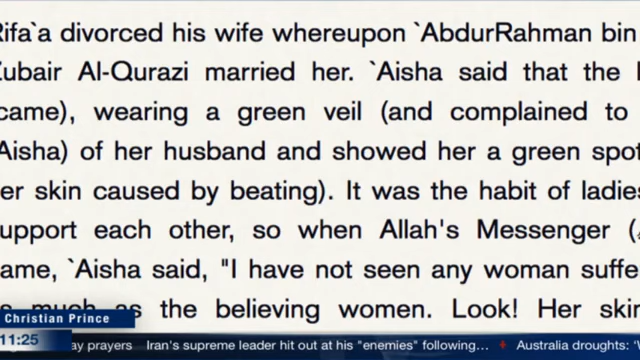 Rifa`a divorced his wife whereupon `AbdurRahman bin
Zubair Al-Qurazi married her. `Aisha said that the
came), wearing a green veil (and complained to
Aisha) of her husband and showed her a green spot
er skin caused by beating). It was the habit of ladies
upport each other, so when Allah's Messenger (
ame, `Aisha said, "I have not seen any woman suffe
much as the believing women. Look! Her skin
Christian Prince
11:25 ay prayers Iran's supreme leader hit out at his "enemies" following... Australia droughts: